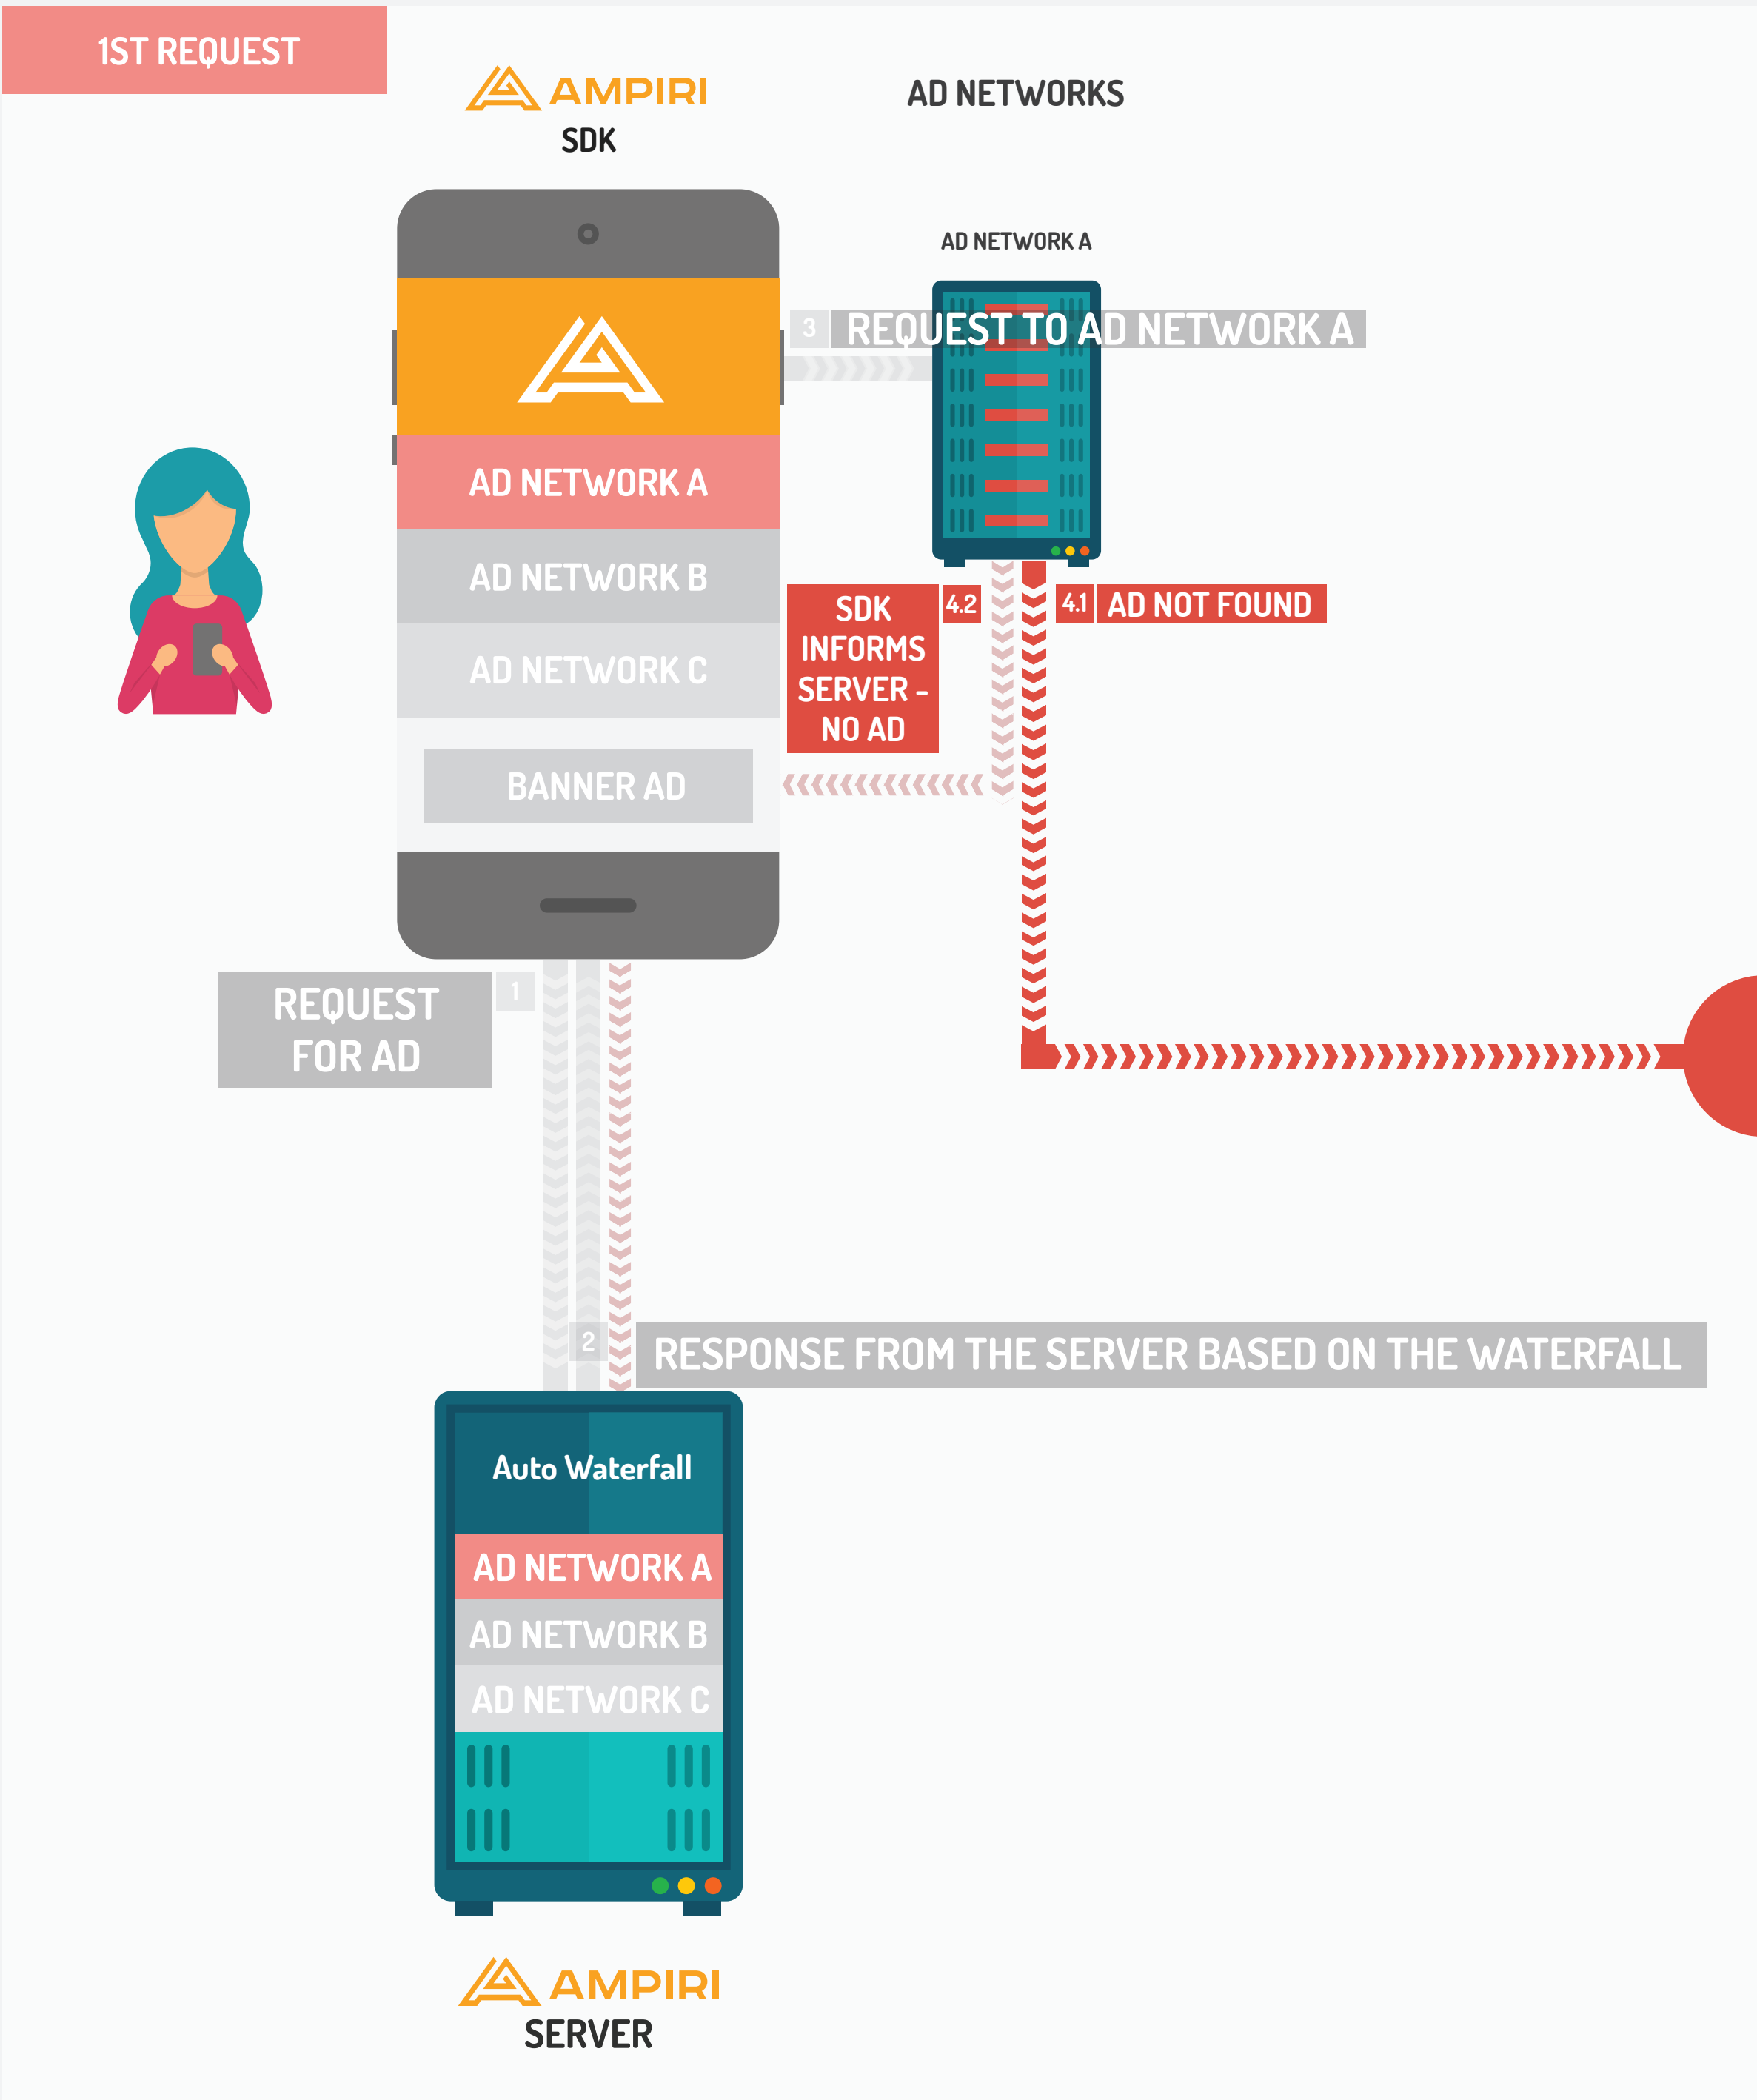 1ST REQUEST
AMPIRI
SDK
AD NETWORKS
AD NETWORK A
3
REQUEST TO AD NETWORK A
AD NETWORK A
AD NETWORK B
AD NETWORK C
BANNER AD
SDK
INFORMS
SERVER –
NO AD
4.2
4.1
AD NOT FOUND
REQUEST
FOR AD
1
2
RESPONSE FROM THE SERVER BASED ON THE WATERFALL
Auto Waterfall
AD NETWORK A
AD NETWORK B
AD NETWORK C
AMPIRI
SERVER